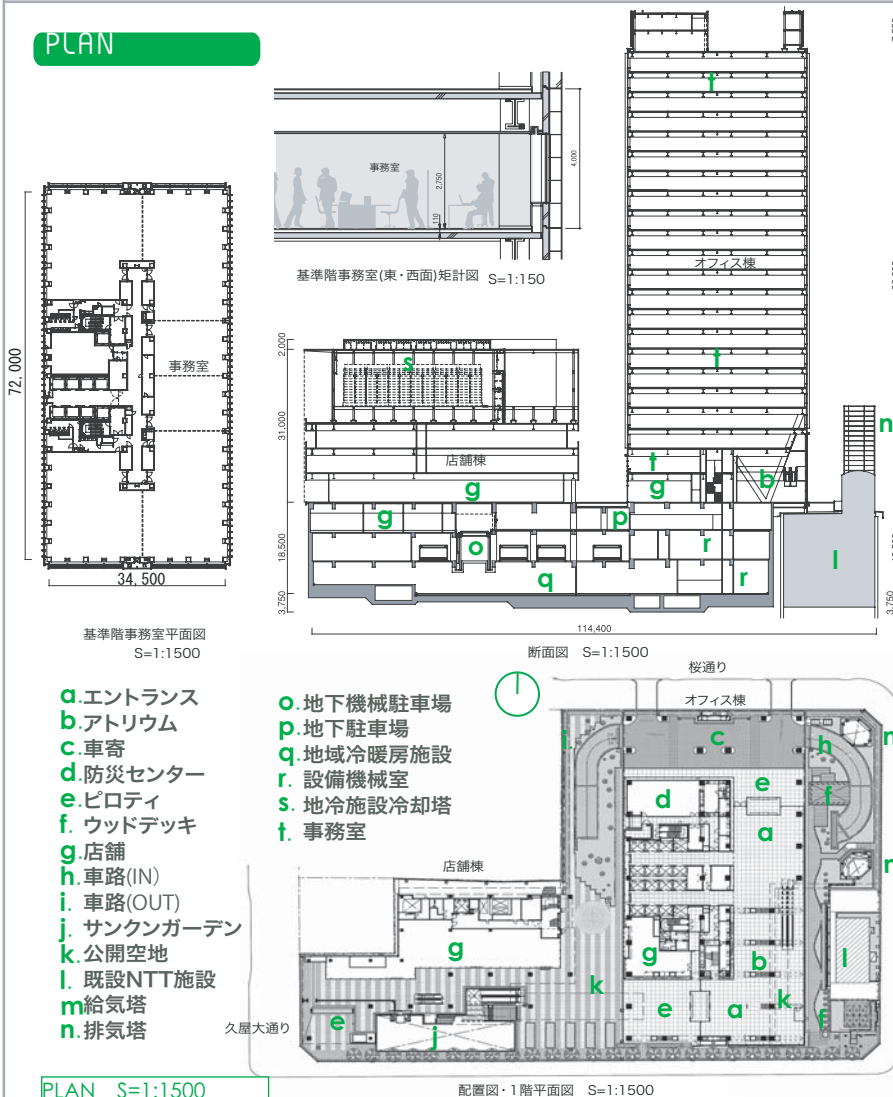 PLAN
事務室
2,750
110
4,000
基準階事務室(東・西面)矩計図 S=1:150
72,000
事務室
34,500
基準階事務室平面図
S=1:1500
t
オフィス棟
t
t
g
b
n
2,000
31,000
18,500
3,750
s
店舗棟
g
g
p
o
r
q
r
l
3,750
114,400
断面図 S=1:1500
a.エントランス
b.アトリウム
c.車寄
d.防災センター
e.ピロティ
f.ウッドデッキ
g.店舗
h.車路(IN)
i.車路(OUT)
j.サンクンガーデン
k.公開空地
l.既設NTT施設
m給気塔
n.排気塔
o.地下機械駐車場
p.地下駐車場
q.地域冷暖房施設
r.設備機械室
s.地冷施設冷却塔
t.事務室
桜通り
オフィス棟
i.
c
h
n
e
f
d
a
n
店舗棟
g
g
b
l
k
k
e
e
a
f
j
久屋大通り
PLAN S=1:1500
配置図・1階平面図 S=1:1500